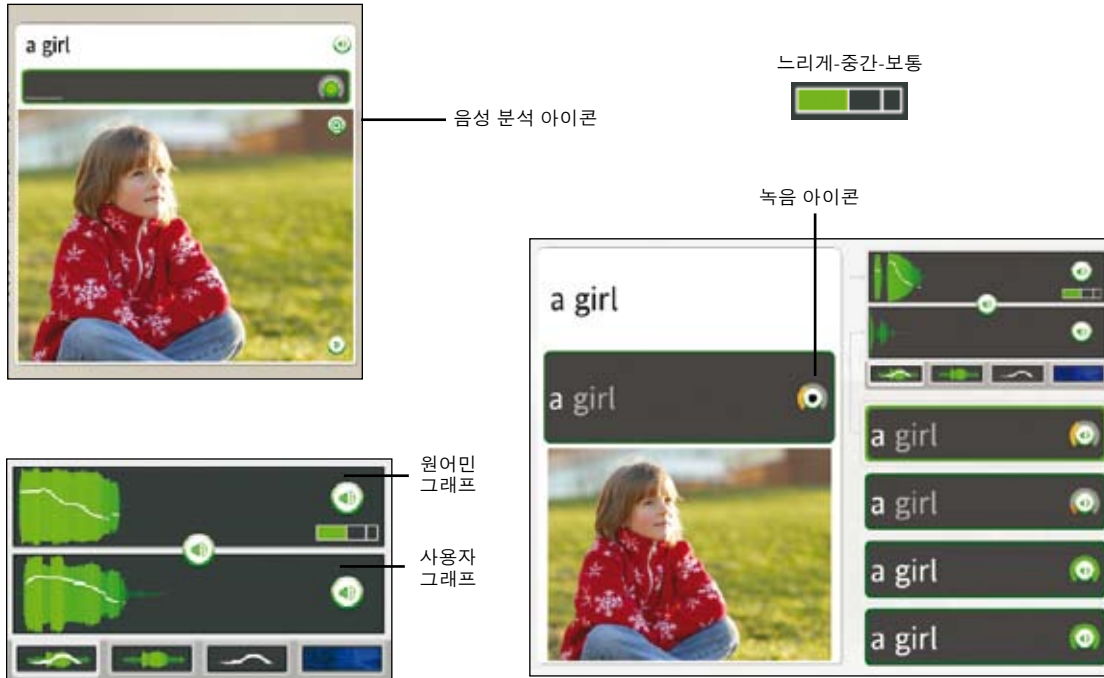 a girl
음성 분석 아이콘
느리게-중간-보통
녹음 아이콘
원어민
그래프
사용자
그래프
a girl
a girl
a girl
a girl
a girl
a girl